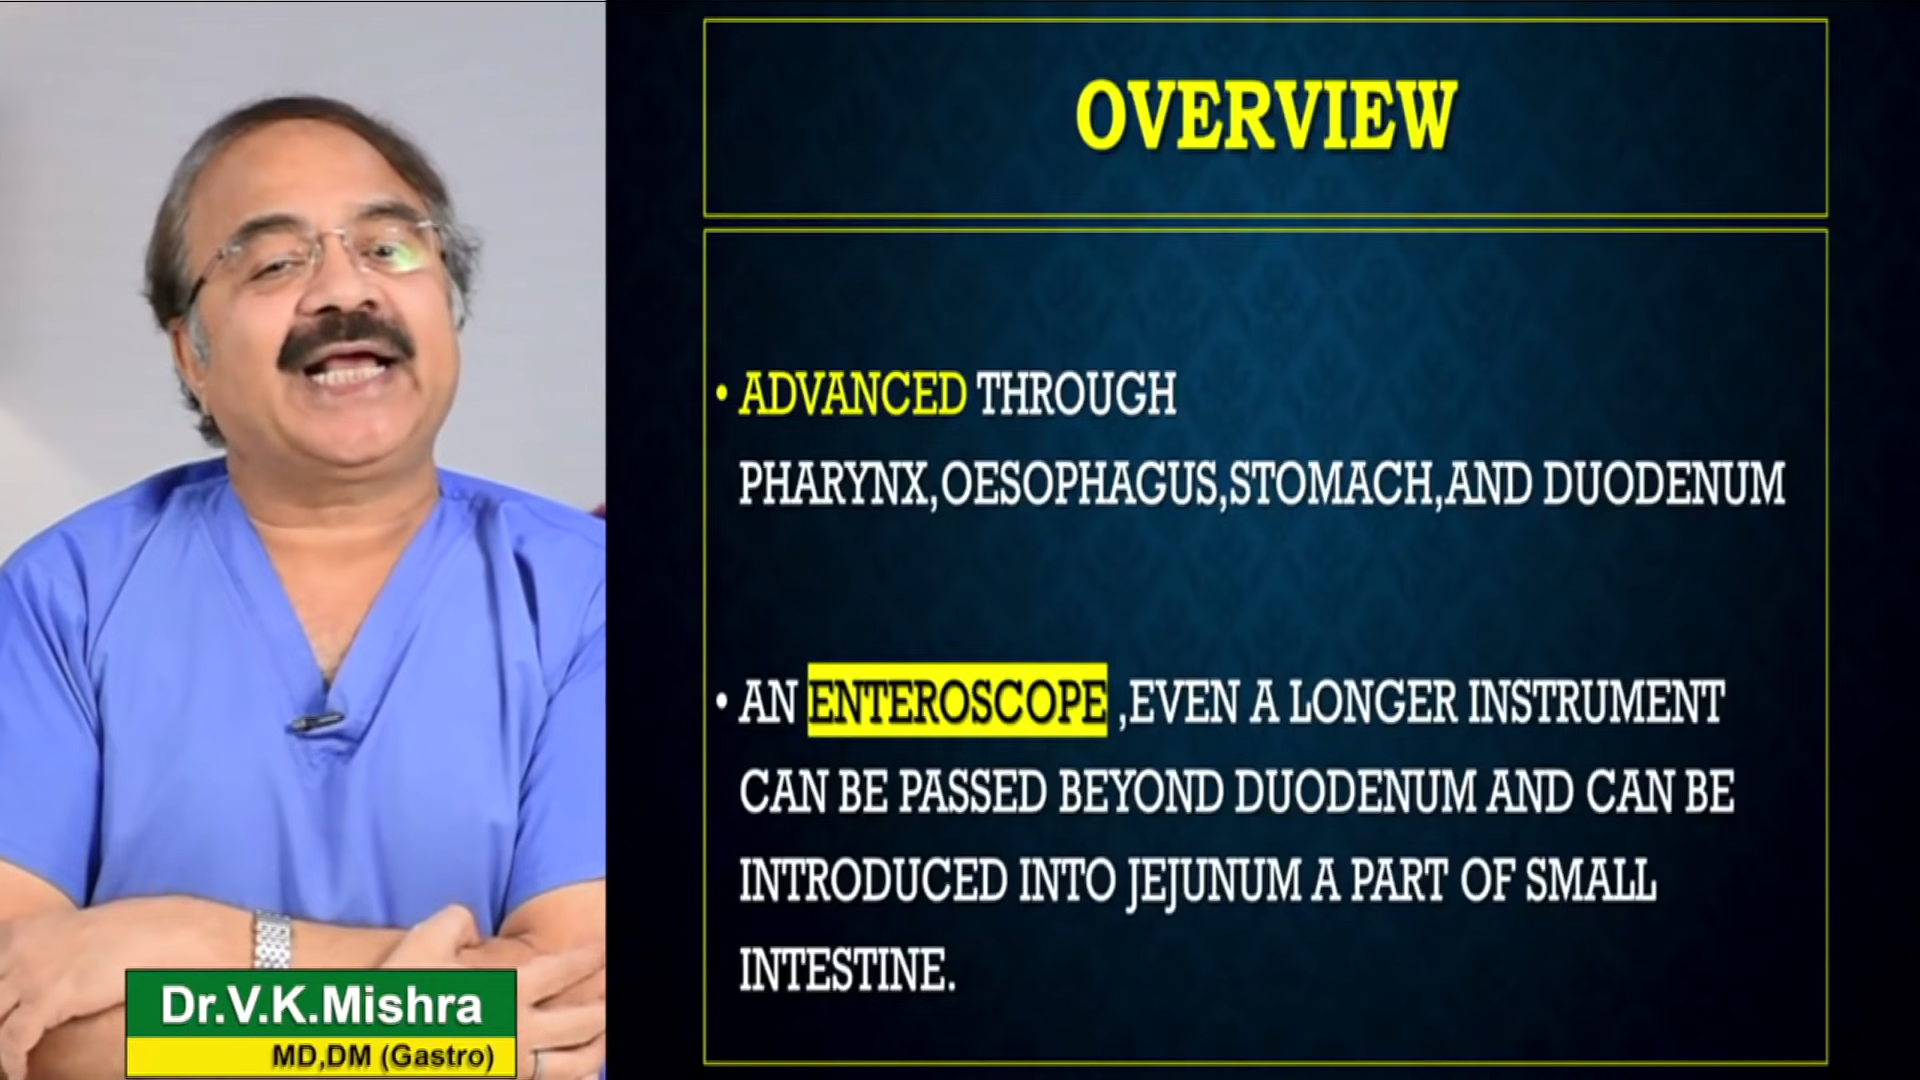 OVERVIEW
• ADVANCED THROUGH
PHARYNX,OESOPHAGUS,STOMACH,AND DUODENUM
• AN ENTEROSCOPE ,EVEN A LONGER INSTRUMENT
CAN BE PASSED BEYOND DUODENUM AND CAN BE
INTRODUCED INTO JEJUNUM A PART OF SMALL
INTESTINE.
Dr.V.K.Mishra
MD,DM (Gastro)